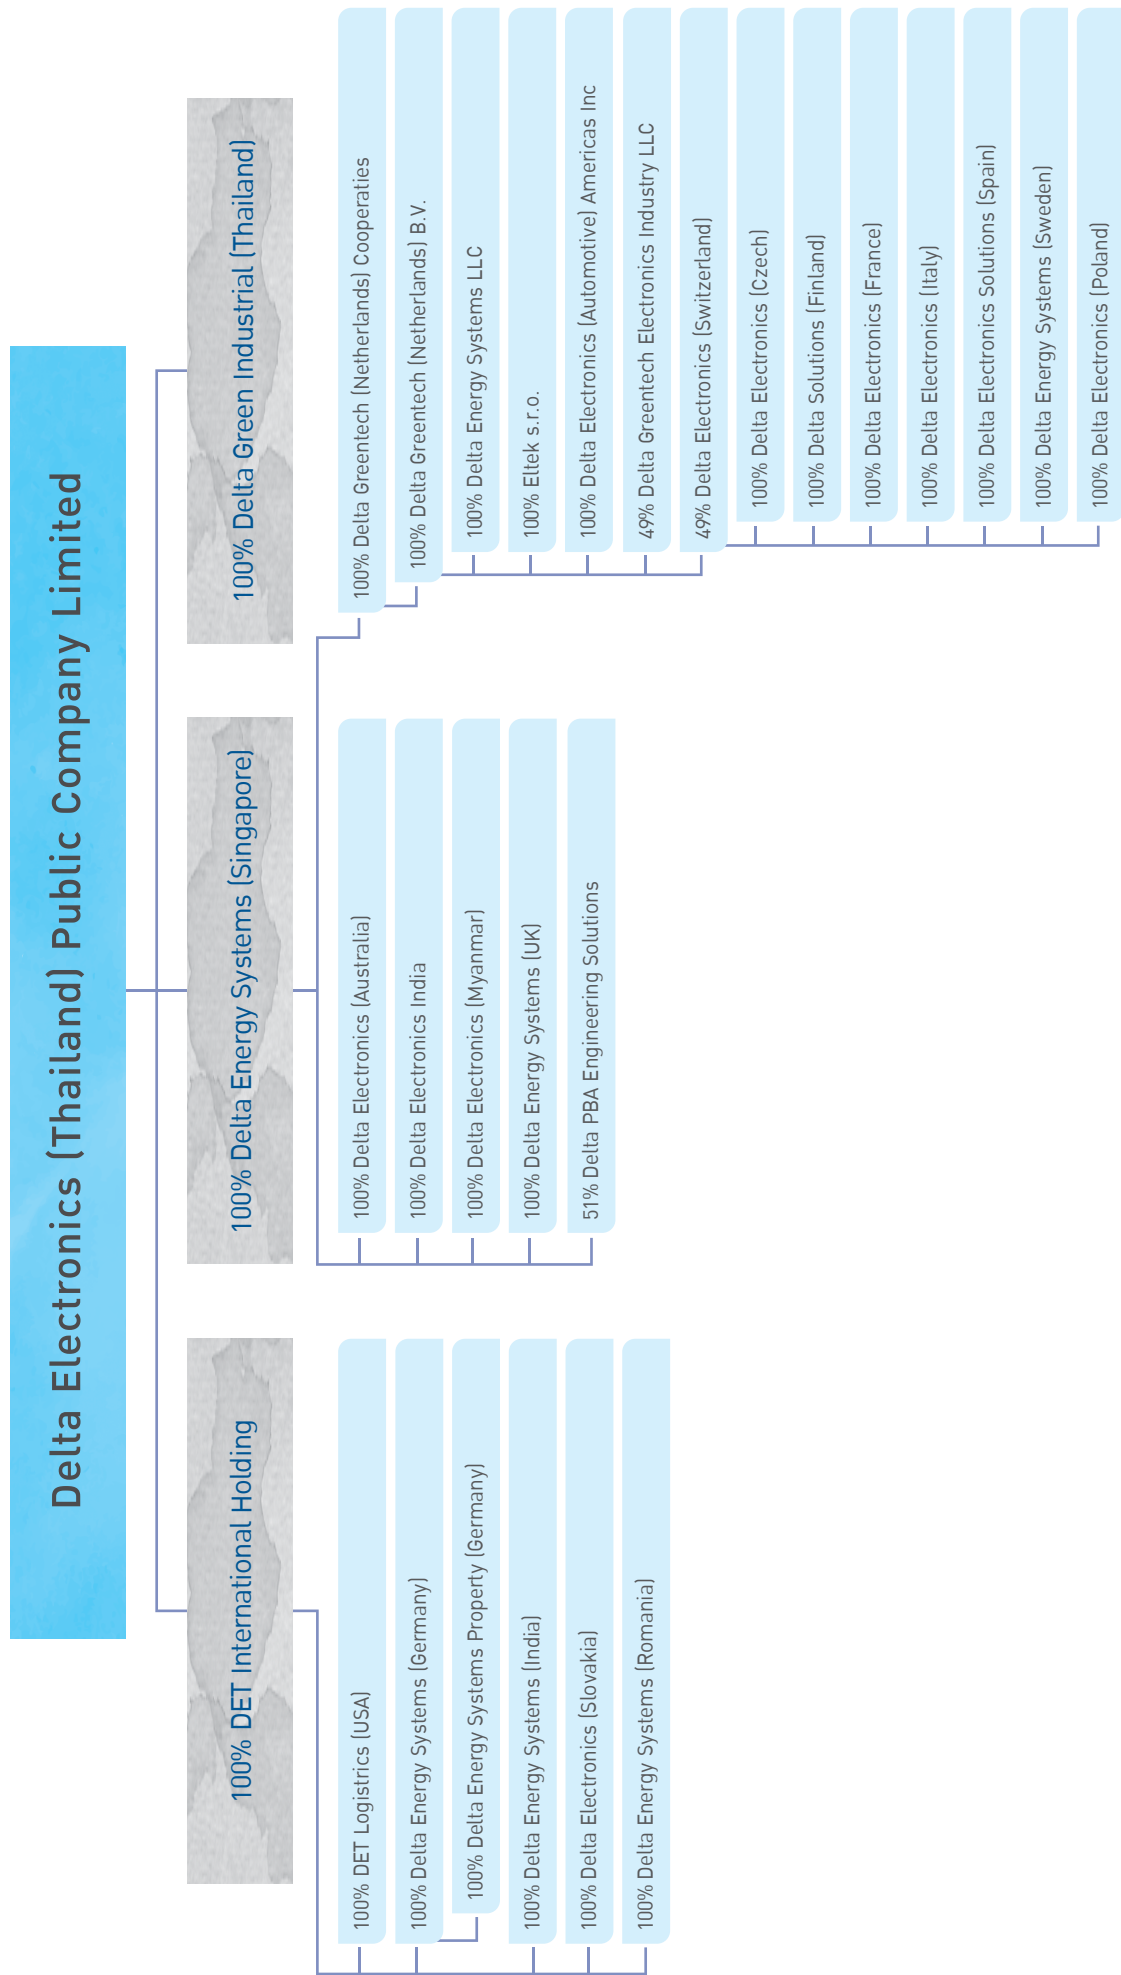 Delta Electronics (Thailand) Public Company Limited
100% DET International Holding
100% Delta Energy Systems (Singapore)
100% Delta Green Industrial (Thailand)
100% DET Logistrics (USA)
100% Delta Energy Systems (Germany)
100% Delta Energy Systems Property (Germany)
100% Delta Energy Systems (India)
100% Delta Electronics (Slovakia)
100% Delta Energy Systems (Romania)
100% Delta Electronics (Australia)
100% Delta Electronics India
100% Delta Electronics (Myanmar)
100% Delta Energy Systems (UK)
51% Delta PBA Engineering Solutions
100% Delta Greentech (Netherlands) Cooperaties
100% Delta Greentech (Netherlands) B.V.
100% Delta Energy Systems LLC
100% Eltek s.r.o.
100% Delta Electronics (Automotive) Americas Inc
49% Delta Greentech Electronics Industry LLC
49% Delta Electronics (Switzerland)
100% Delta Electronics (Czech)
100% Delta Solutions (Finland)
100% Delta Electronics (France)
100% Delta Electronics (Italy)
100% Delta Electronics Solutions (Spain)
100% Delta Energy Systems (Sweden)
100% Delta Electronics (Poland)